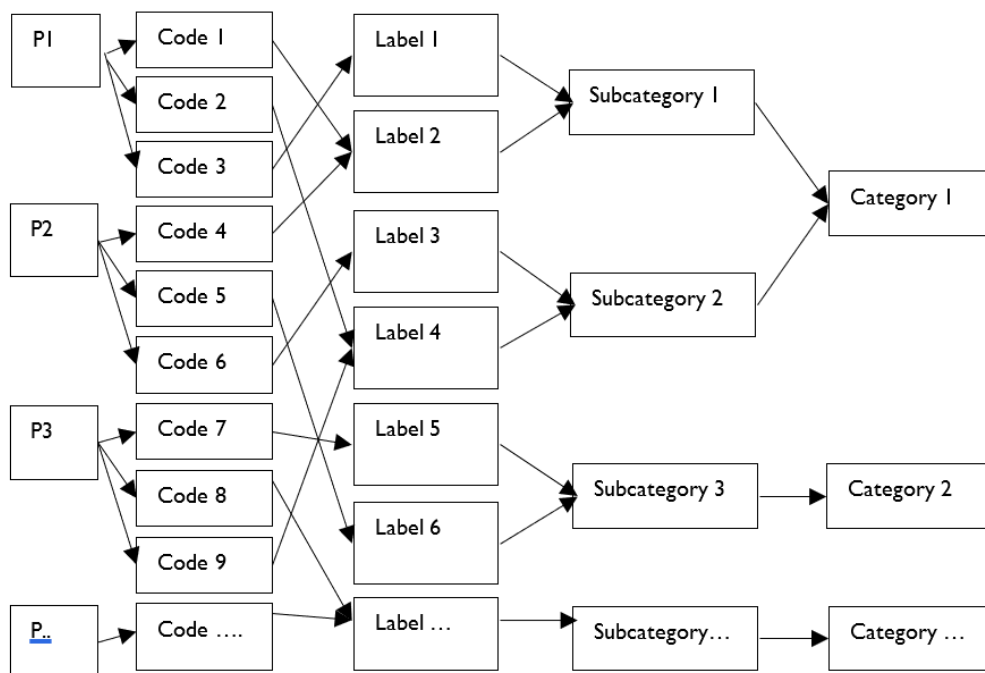 P1
Code 1
Code 2
Code 3
P2
Code 4
Code 5
Code 6
P3
Code 7
Code 8
Code 9
P..
Code ....
Label 1
Label 2
Label 3
Label 4
Label 5
Label 6
Label ...
Subcategory 1
Subcategory 2
Subcategory 3
Subcategory...
Category 1
Category 2
Category ...